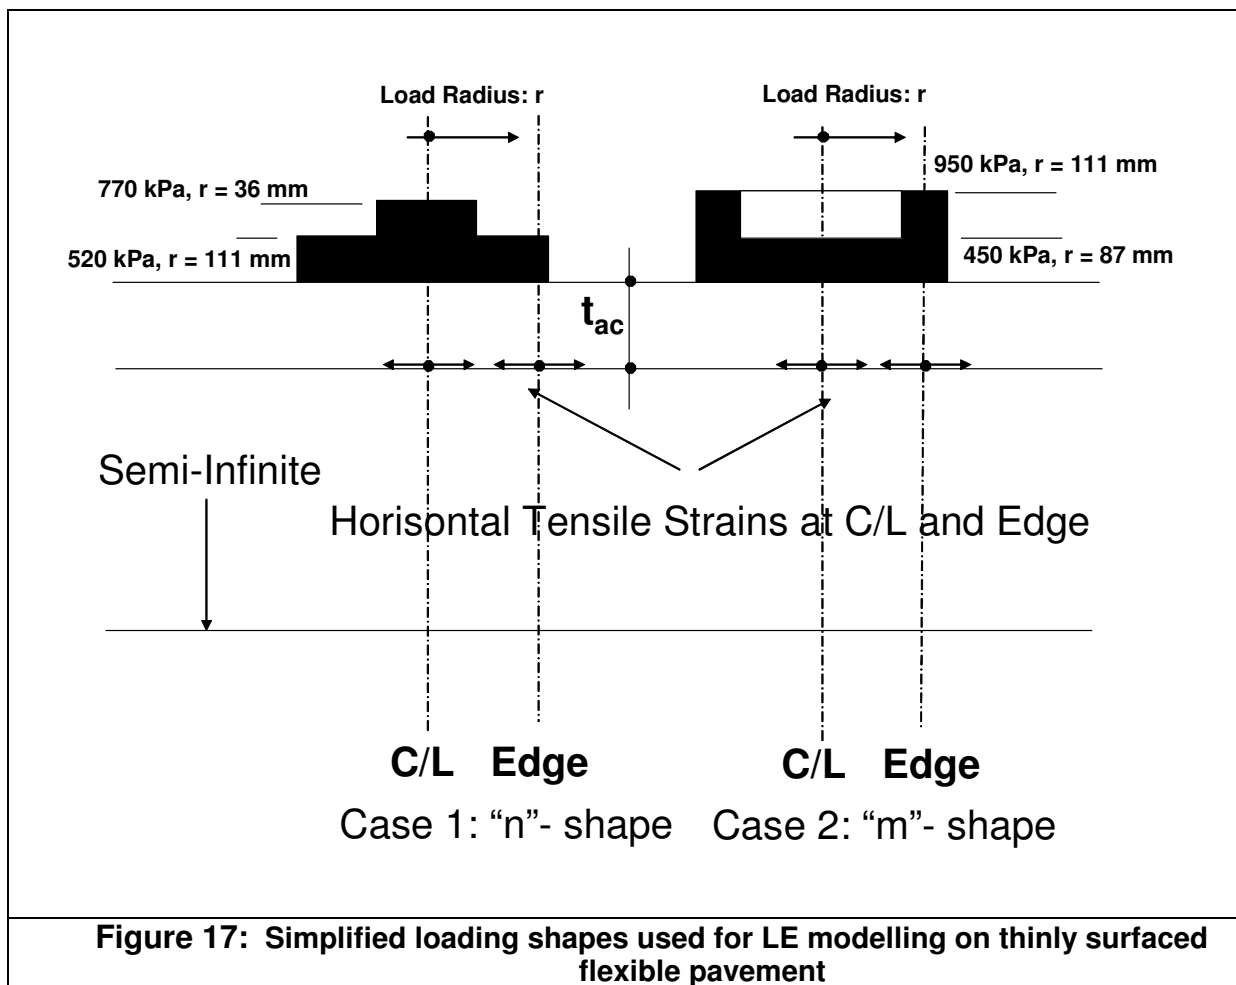 Load Radius: r
Load Radius: r
770 kPa, r = 36 mm
950 kPa, r = 111 mm
520 kPa, r = 111 mm
450 kPa, r = 87 mm
tac
Semi-Infinite
Horisontal Tensile Strains at C/L and Edge
C/L Edge
C/L Edge
Case 1: “n”- shape
Case 2: “m”- shape
Figure 17: Simplified loading shapes used for LE modelling on thinly surfaced
flexible pavement